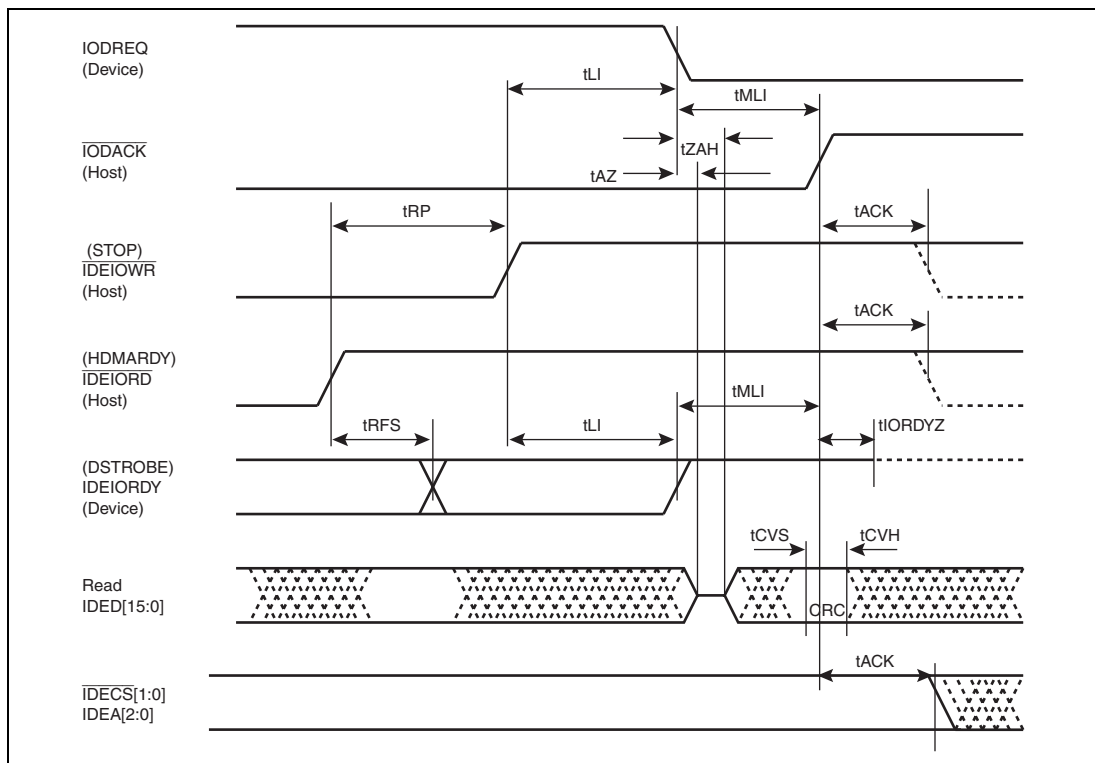 IODREQ
(Device)
tLI
tMLI
IODACK
(Host)
tZAH
tAZ
tRP
tACK
(STOP)
IDEIOWR
(Host)
tACK
(HDMARDY)
IDEIORD
(Host)
tMLI
tRFS
tLI
tIORDYZ
(DSTROBE)
IDEIORDY
(Device)
tCVS
tCVH
Read
IDED[15:0]
CRC
tACK
IDECS[1:0]
IDEA[2:0]